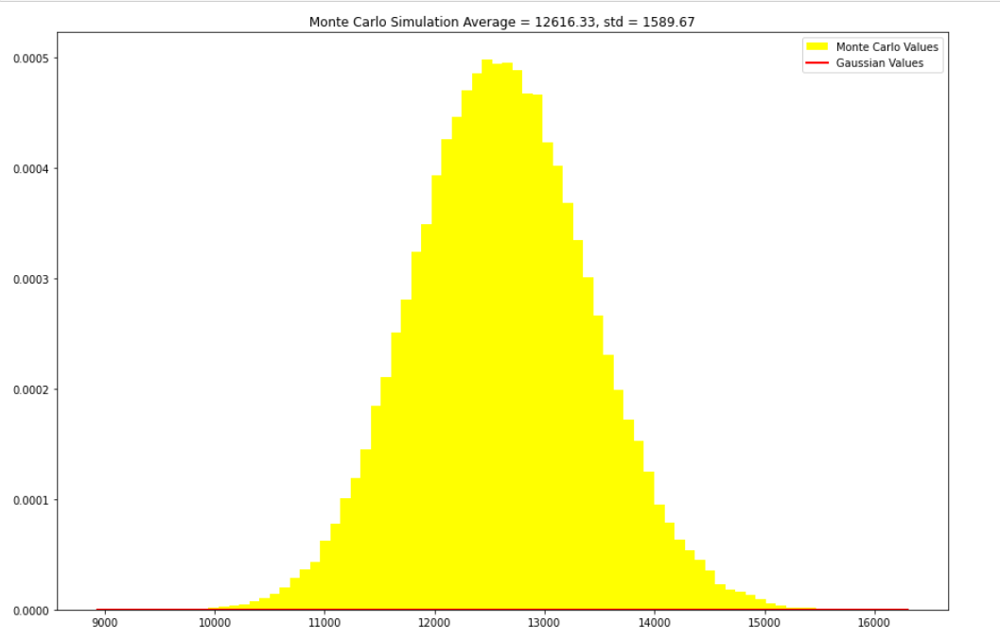 Monte Carlo Simulation Average = 12616.33, std = 1589.67
Monte Carlo Values
Gaussian Values
0.0005
0.0004
0.0003
0.0002
0.0001
0.0000
9000 10000 11000 12000 13000 14000 15000 16000